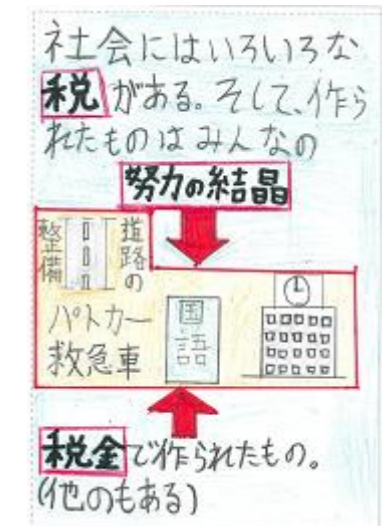 社会にはいろいろな
税がある。そして、作ら
れたものはみんなの
努力の結晶
道路の
整備
パトカー
救急車
国語
税金で作られたもの。
(他のもある)